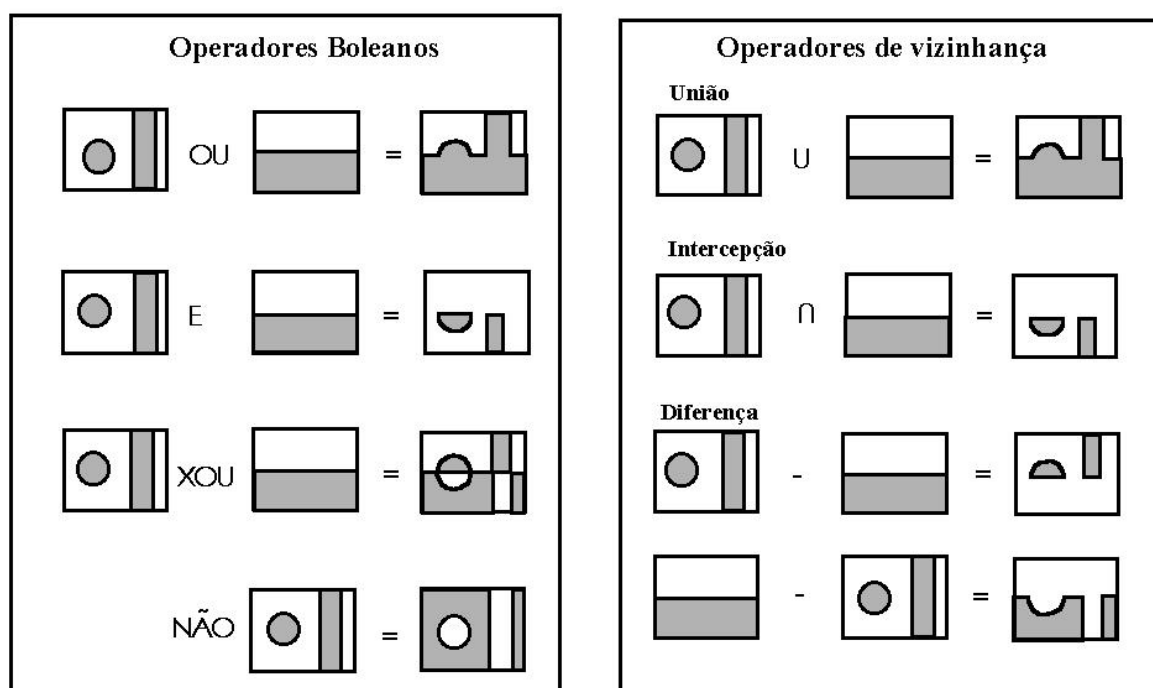 Operadores Boleanos
OU =
E =
XOU =
NÃO =
Operadores de vizinhança
União
U =
Intercepção
∩ =
Diferença
- =
- =